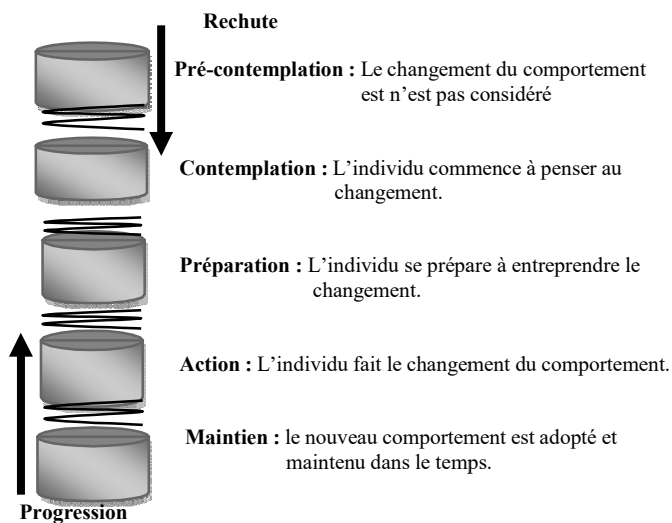 Rechute
Pré-contemplation : Le changement du comportement
est n’est pas considéré
Contemplation : L’individu commence à penser au
changement.
Préparation : L’individu se prépare à entreprendre le
changement.
Action : L’individu fait le changement du comportement.
Maintien : le nouveau comportement est adopté et
maintenu dans le temps.
Progression